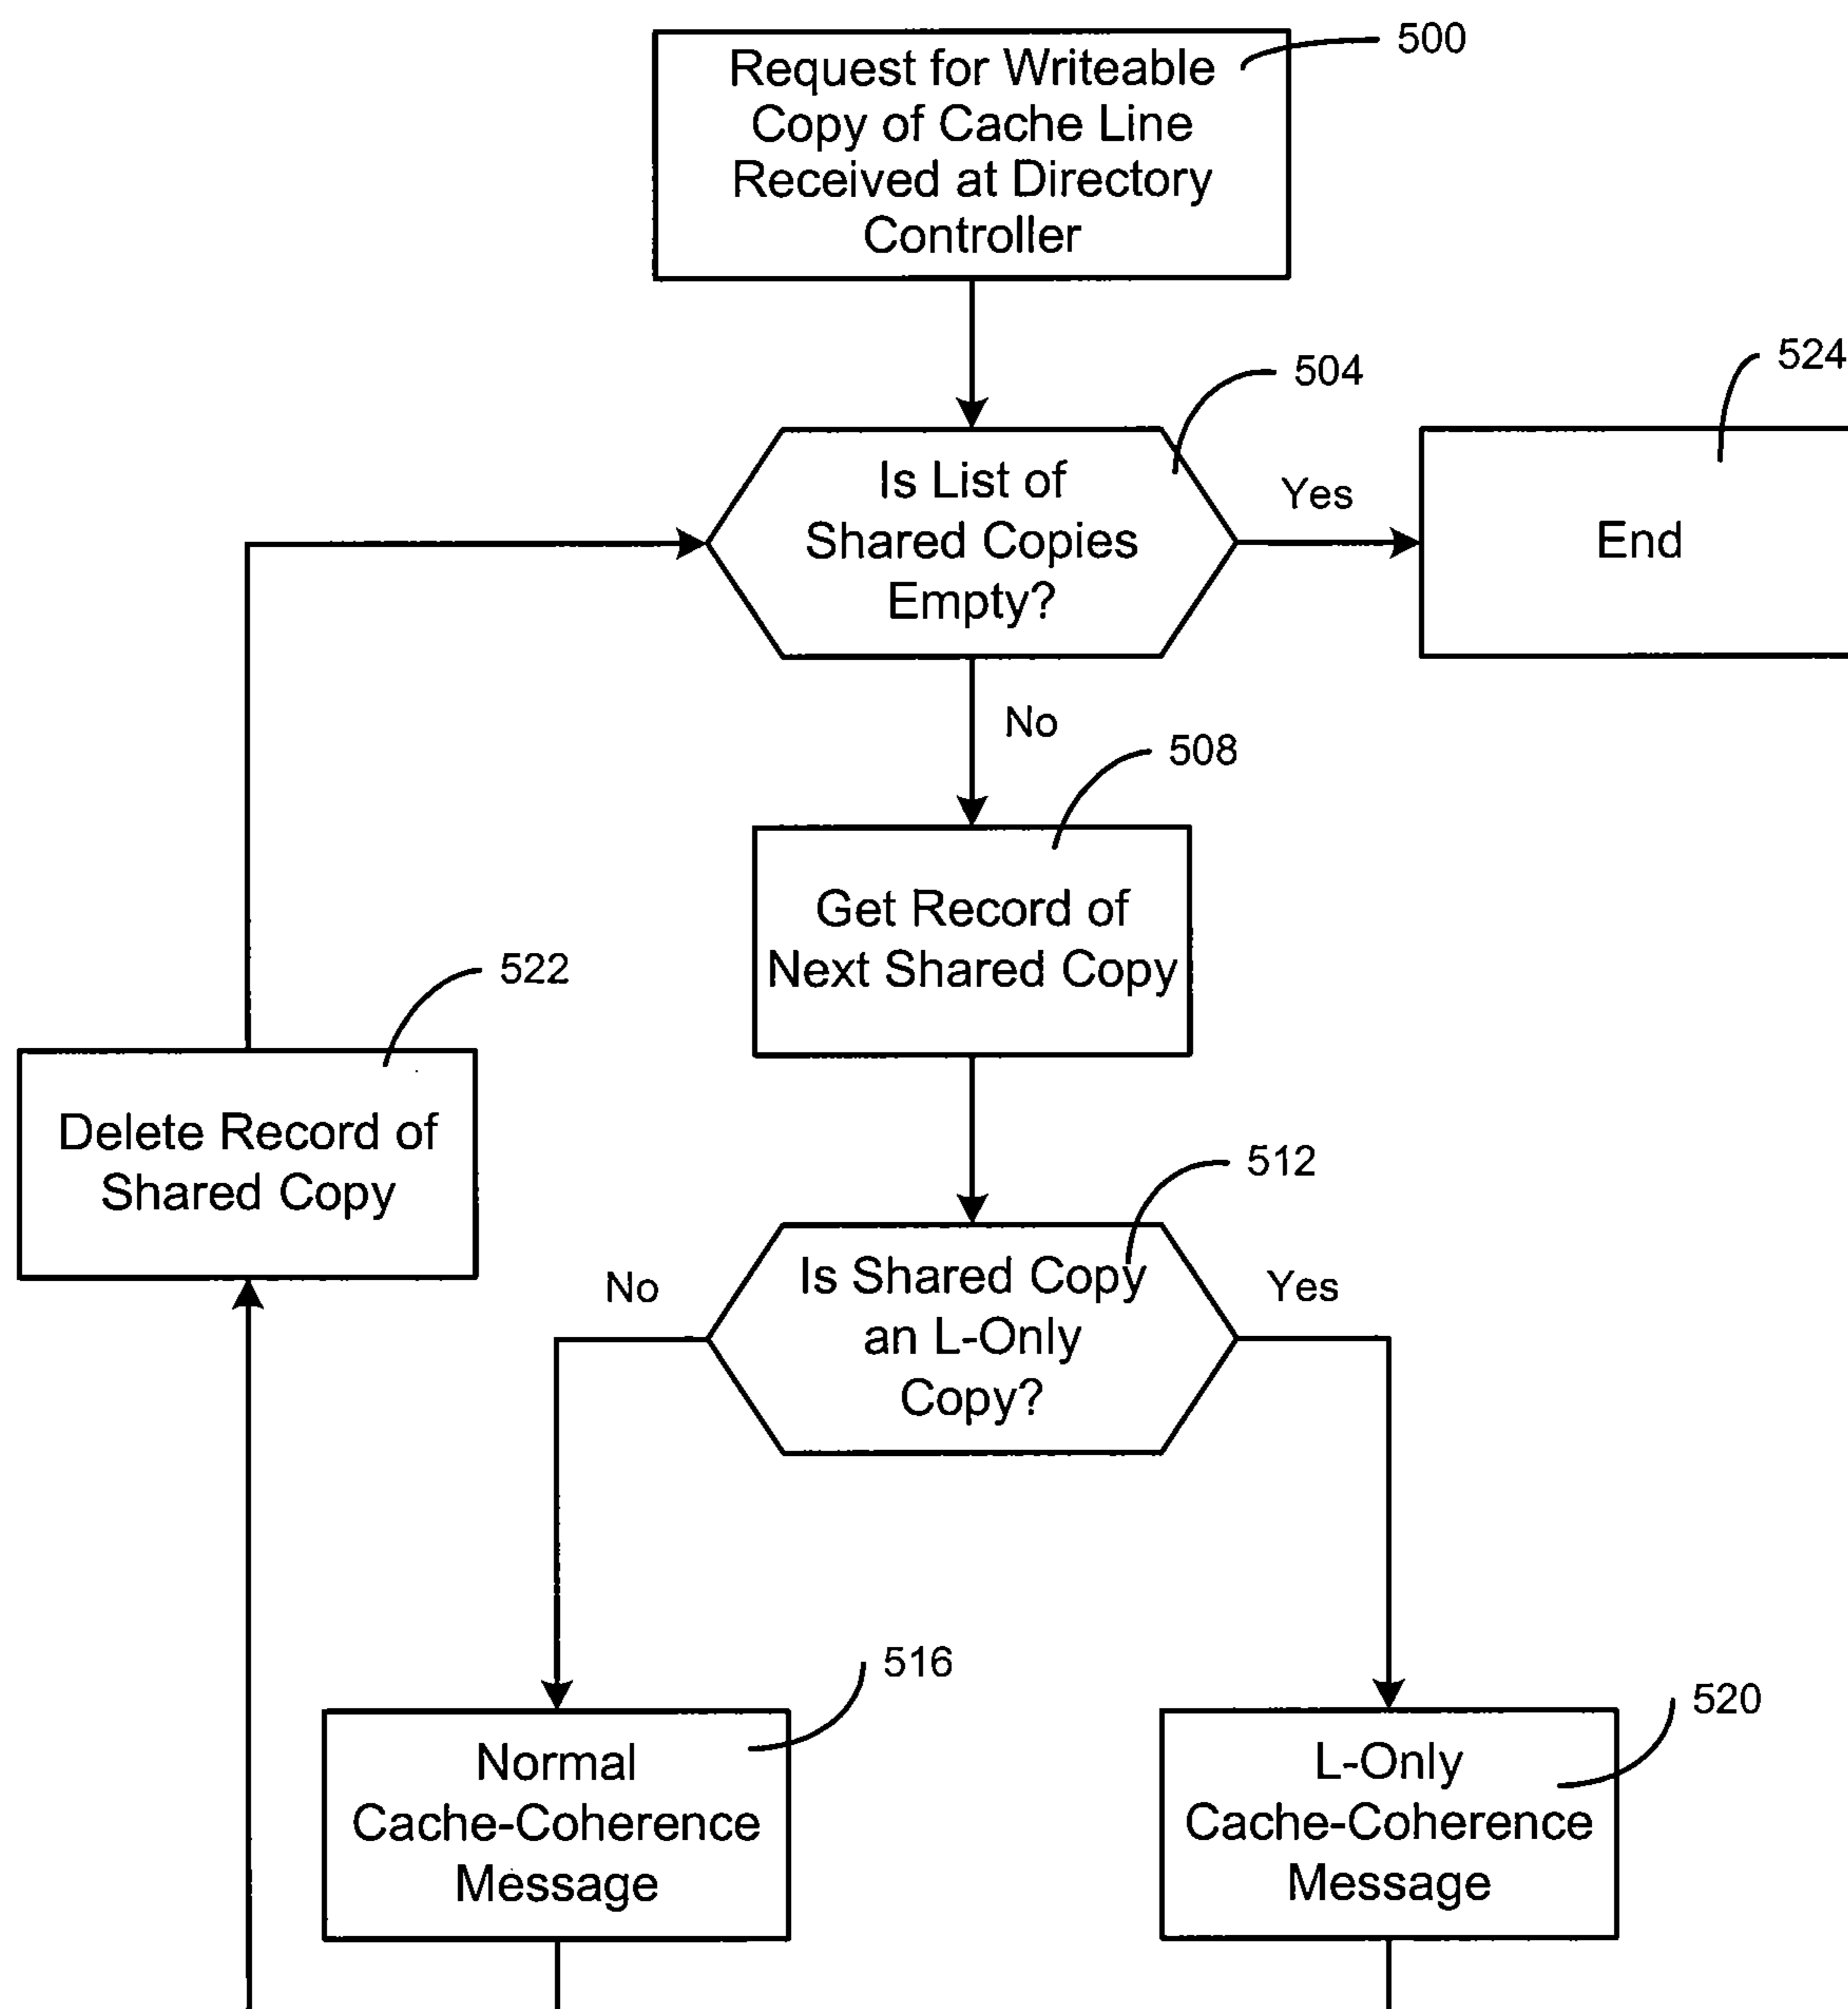 500
Request for Writeable
Copy of Cache Line
Received at Directory
Controller
504
524
Is List of
Shared Copies
Empty?
Yes
End
No
508
Get Record of
Next Shared Copy
522
Delete Record of
Shared Copy
512
Is Shared Copy
an L-Only
Copy?
No
Yes
516
520
Normal
Cache-Coherence
Message
L-Only
Cache-Coherence
Message